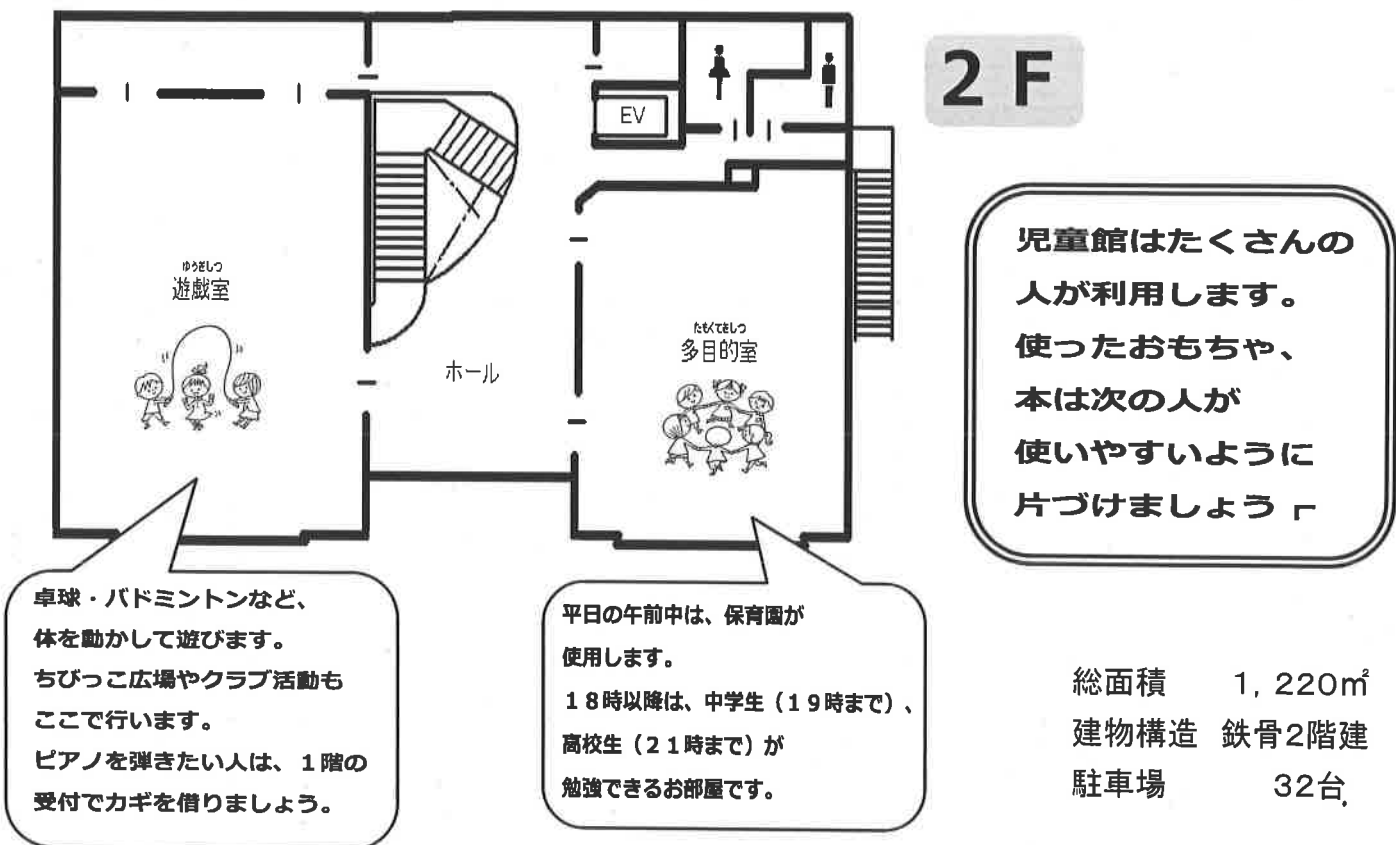 2F
EV
ゆうぎしつ
遊戯室
ホール
たもくてきしつ
多目的室
児童館はたくさんの
人が利用します。
使ったおもちゃ、
本は次の人が
使いやすいように
片づけましょう┌
卓球・バドミントンなど、
体を動かして遊びます。
ちびっこ広場やクラブ活動も
ここで行います。
ピアノを弾きたい人は、1階の
受付でカギを借りましょう。
平日の午前中は、保育園が
使用します。
18時以降は、中学生（19時まで）、
高校生（21時まで）が
勉強できるお部屋です。
総面積 1,220㎡
建物構造 鉄骨2階建
駐車場 32台